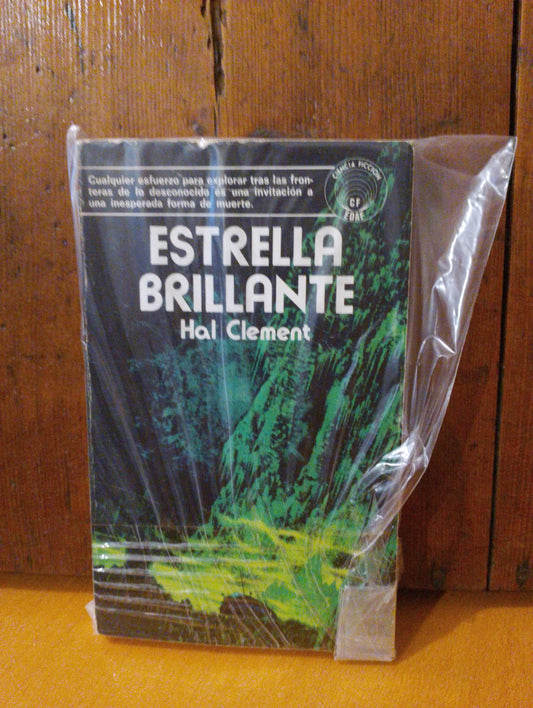 Cualquier esfuerzo para explorar tras las fron-
teras de lo desconocido es una invitación a
una inesperada forma de muerte.
CIENCIA FICCION
CF
EDAF
ESTRELLA
BRILLANTE
Hal Clement